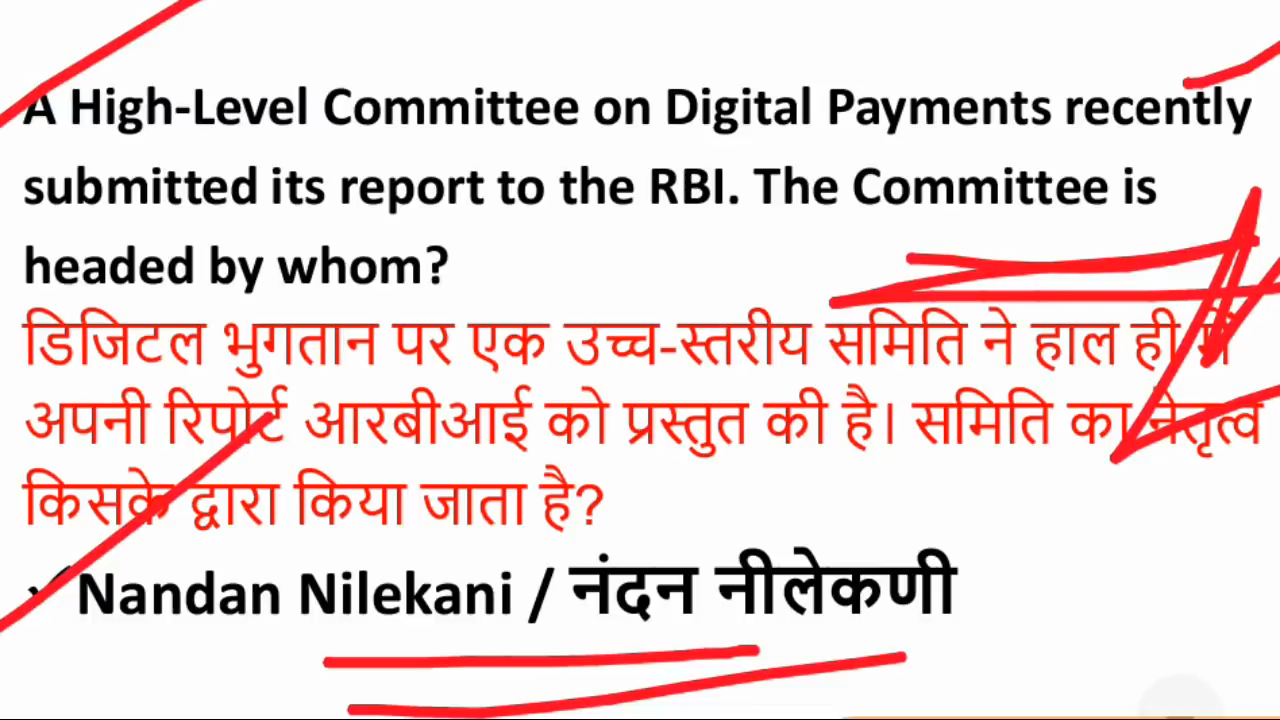 A High-Level Committee on Digital Payments recently
submitted its report to the RBI. The Committee is
headed by whom?
डिजिटल भुगतान पर एक उच्च-स्तरीय समिति ने हाल ही में
अपनी रिपोर्ट आरबीआई को प्रस्तुत की है। समिति का नेतृत्व
किसके द्वारा किया जाता है?
Nandan Nilekani / नंदन नीलेकणी